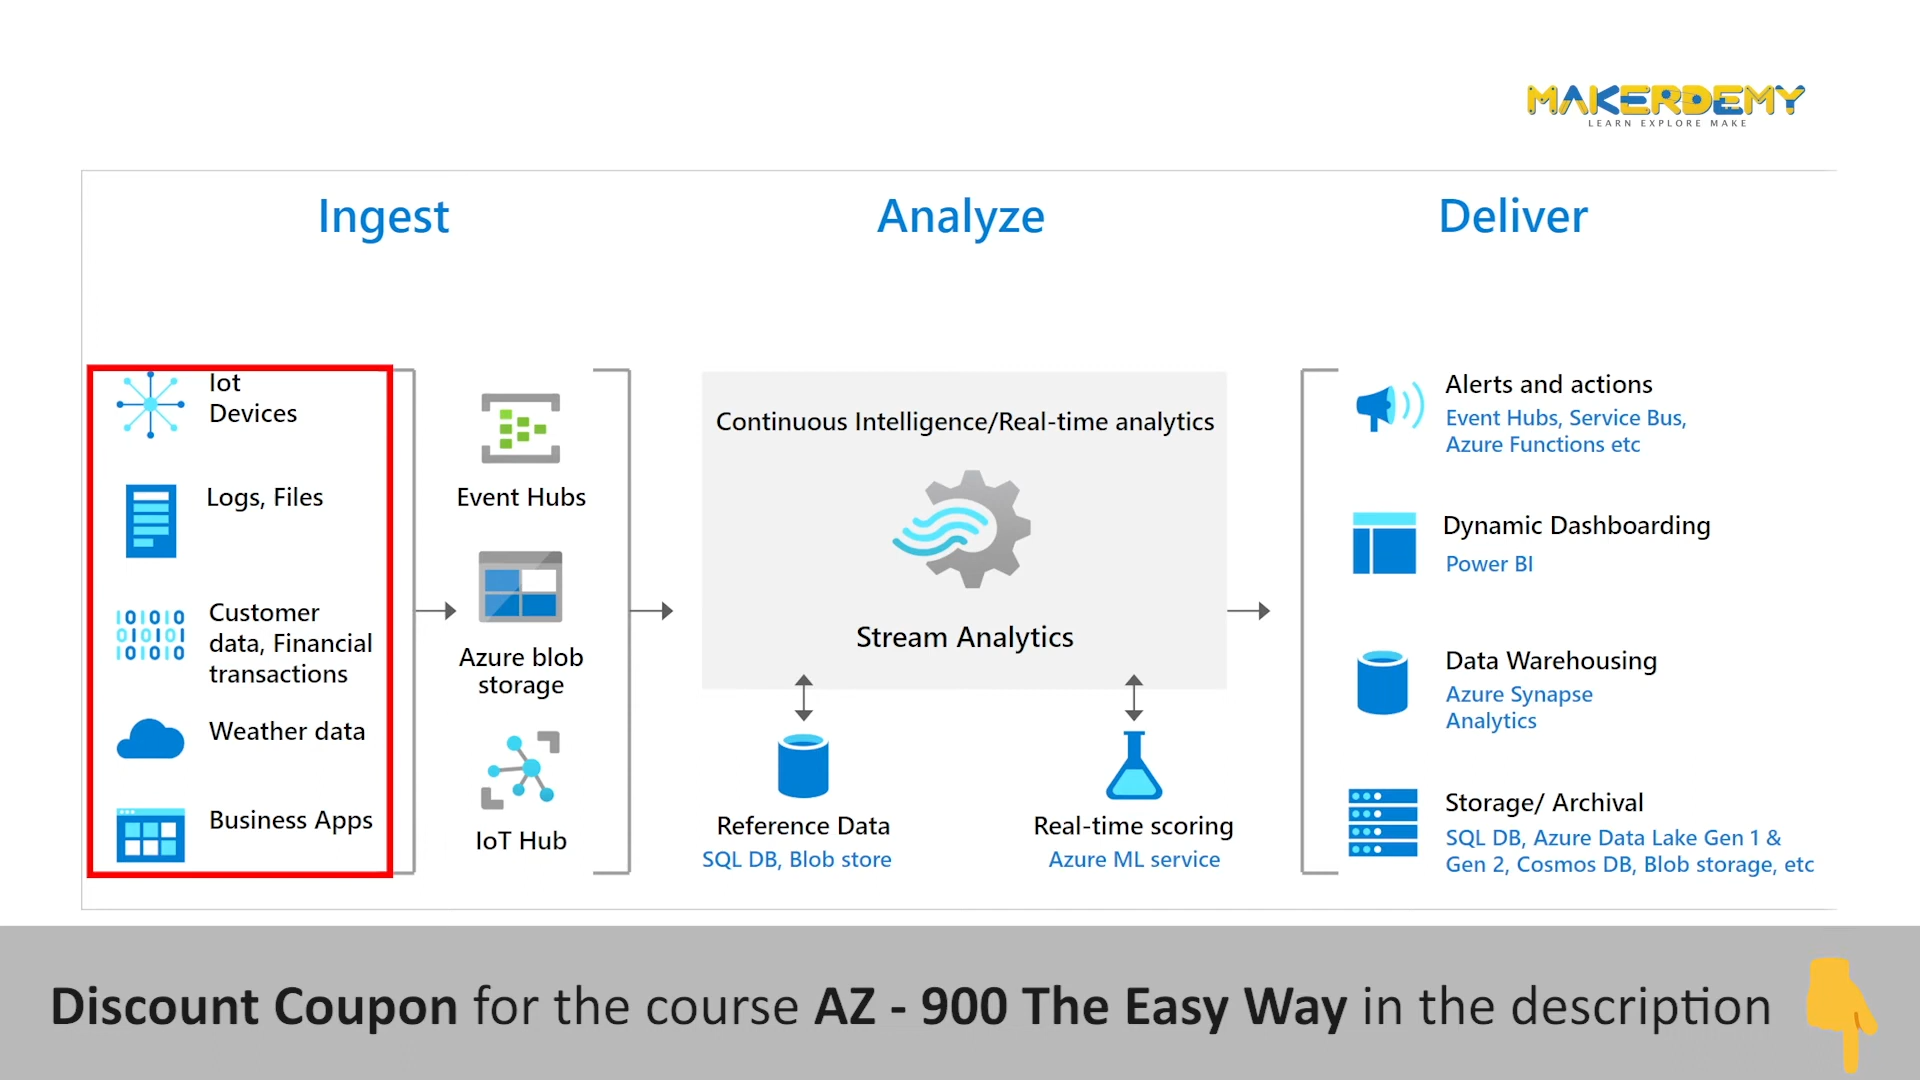 MAKERDEMY
LEARN EXPLORE MAKE
Ingest
Analyze
Deliver
Iot
Devices
Logs, Files
Customer
data, Financial
transactions
Weather data
Business Apps
Event Hubs
Azure blob
storage
IoT Hub
Continuous Intelligence/Real-time analytics
Stream Analytics
Reference Data
SQL DB, Blob store
Real-time scoring
Azure ML service
Alerts and actions
Event Hubs, Service Bus,
Azure Functions etc
Dynamic Dashboarding
Power BI
Data Warehousing
Azure Synapse
Analytics
Storage/ Archival
SQL DB, Azure Data Lake Gen 1 &
Gen 2, Cosmos DB, Blob storage, etc
Discount Coupon for the course AZ - 900 The Easy Way in the description